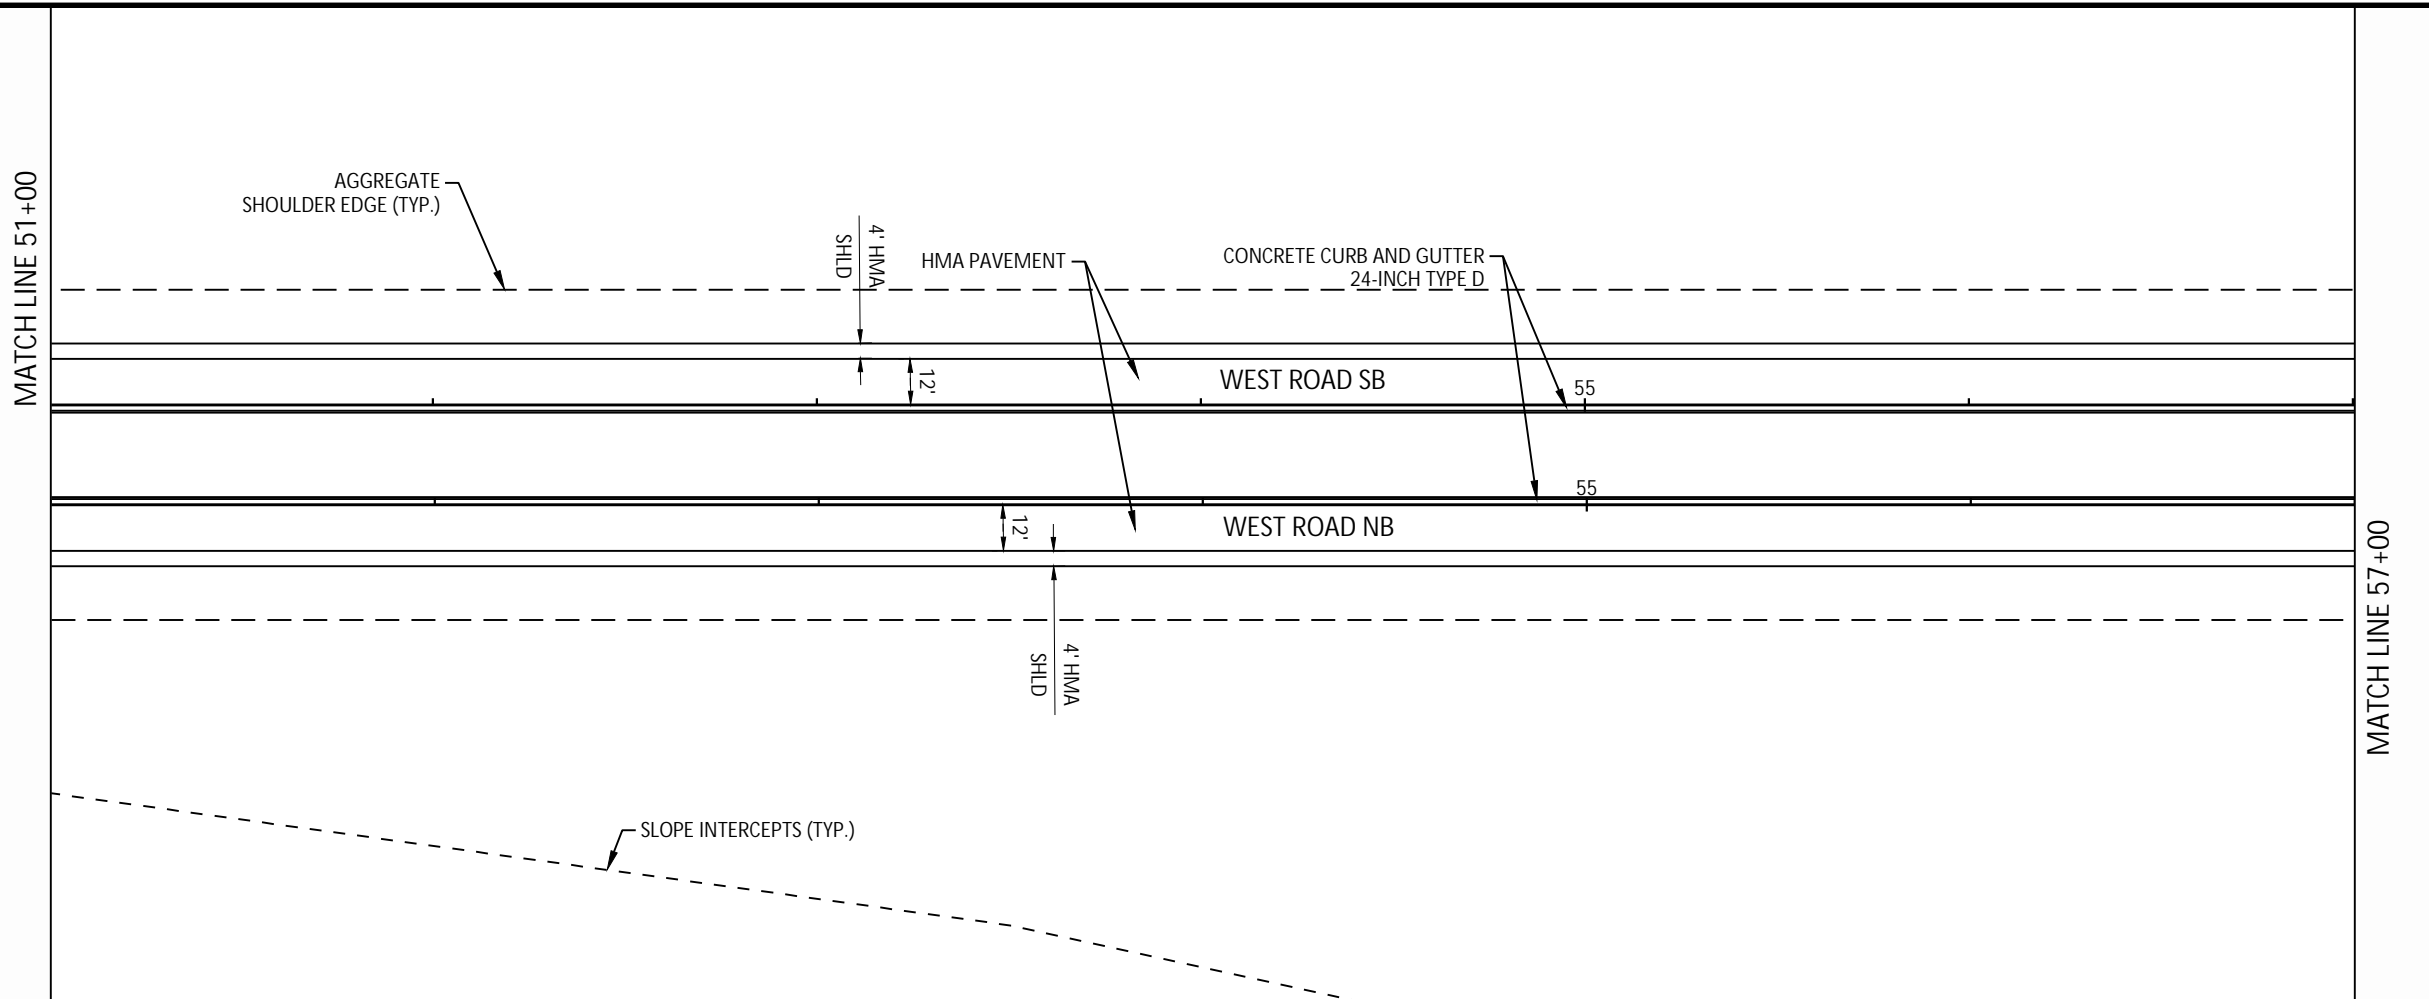 MATCH LINE 51+00
AGGREGATE
SHOULDER EDGE (TYP.)
4' HMA
SHLD
HMA PAVEMENT
CONCRETE CURB AND GUTTER
24-INCH TYPE D
12'
WEST ROAD SB
55
55
12'
WEST ROAD NB
4' HMA
SHLD
MATCH LINE 57+00
SLOPE INTERCEPTS (TYP.)